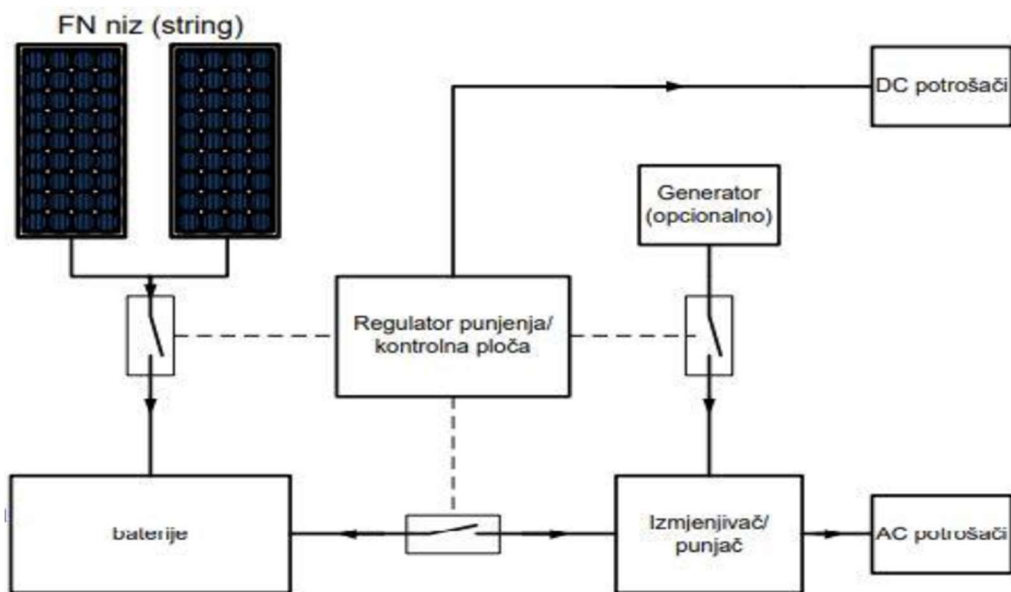 FN niz (string)
DC potrošači
Generator
(opcionalno)
Regulator punjenja/
kontrolna ploča
baterije
Izmjenjivač/
punjač
AC potrošači